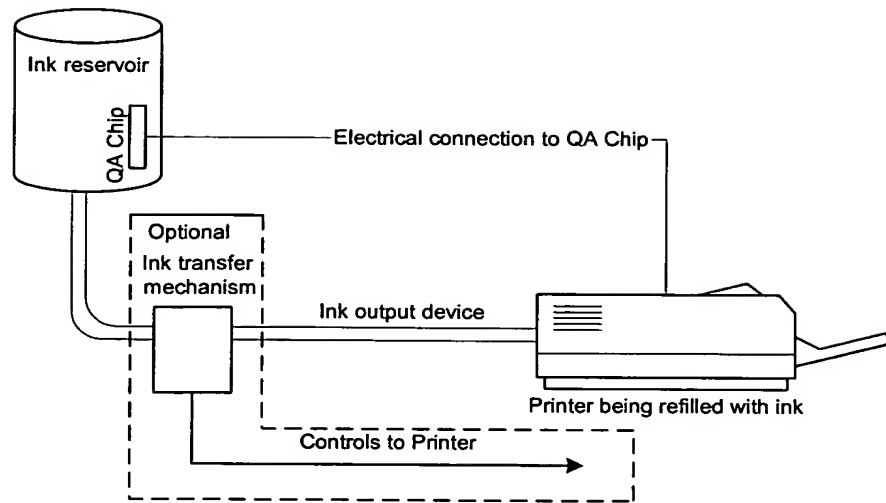 Ink reservoir
QA Chip
Electrical connection to QA Chip
Optional
Ink transfer
mechanism
Ink output device
Printer being refilled with ink
Controls to Printer